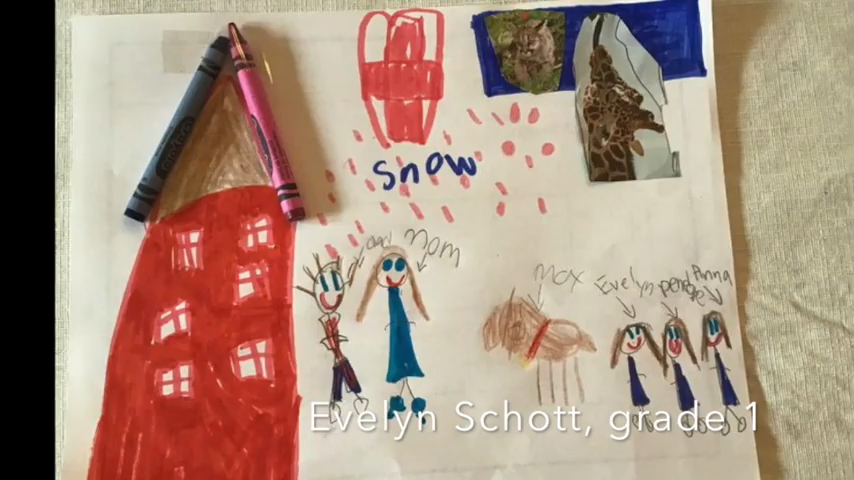 snow
dad
mom
max
Evelyn
Anna
Evelyn Schott, grade 1